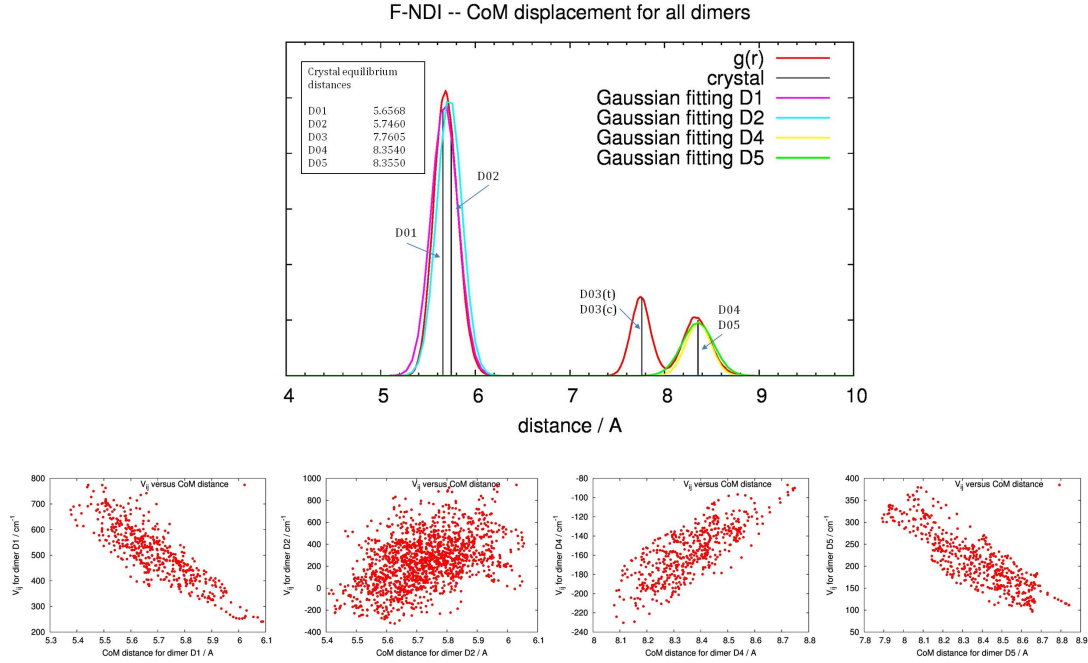 F-NDI -- CoM displacement for all dimers
Crystal equilibrium
distances
D01 5.6568
D02 5.7460
D03 7.7605
D04 8.3540
D05 8.3550
g(r)
crystal
Gaussian fitting D1
Gaussian fitting D2
Gaussian fitting D4
Gaussian fitting D5
D02
D01
D03(t)
D03(c)
D04
D05
4 5 6 7 8 9 10
distance / A
V_ij versus CoM distance
800
700
600
500
400
300
200
V_ij for dimer D1 / cm⁻¹
5.3 5.4 5.5 5.6 5.7 5.8 5.9 6 6.1
CoM distance for dimer D1 / A
V_ij versus CoM distance
1000
800
600
400
200
0
-200
-400
V_ij for dimer D2 / cm⁻¹
5.4 5.5 5.6 5.7 5.8 5.9 6 6.1
CoM distance for dimer D2 / A
V_ij versus CoM distance
-80
-100
-120
-140
-160
-180
-200
-220
-240
V_ij for dimer D4 / cm⁻¹
8 8.1 8.2 8.3 8.4 8.5 8.6 8.7 8.8
CoM distance for dimer D4 / A
V_ij versus CoM distance
400
350
300
250
200
150
100
50
V_ij for dimer D5 / cm⁻¹
7.8 7.9 8 8.1 8.2 8.3 8.4 8.5 8.6 8.7 8.8 8.9
CoM distance for dimer D5 / A